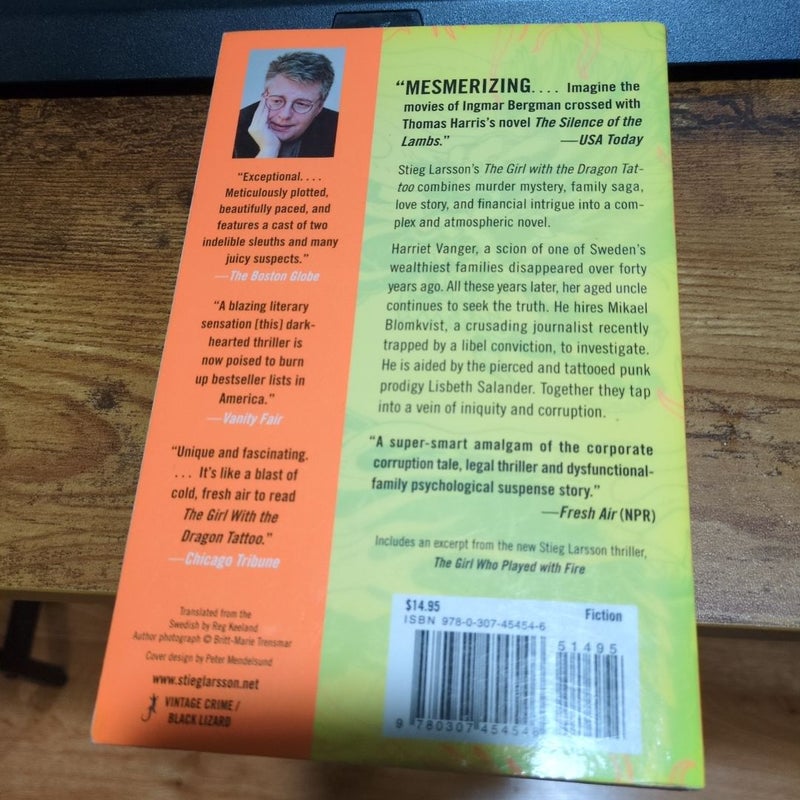 "Exceptional. . . .
Meticulously plotted,
beautifully paced, and
features a cast of two
indelible sleuths and many
juicy suspects."
—The Boston Globe
"A blazing literary
sensation [this] dark-
hearted thriller is
now poised to burn
up bestseller lists in
America."
—Vanity Fair
"Unique and fascinating.
. . . It's like a blast of
cold, fresh air to read
The Girl With the
Dragon Tattoo."
—Chicago Tribune
Translated from the
Swedish by Reg Keeland
Author photograph © Britt-Marie Trensmar
Cover design by Peter Mendelsund
www.stieglarsson.net
VINTAGE CRIME/
BLACK LIZARD
"MESMERIZING. . . . Imagine the
movies of Ingmar Bergman crossed with
Thomas Harris's novel The Silence of the
Lambs."
—USA Today
Stieg Larsson's The Girl with the Dragon Tat-
too combines murder mystery, family saga,
love story, and financial intrigue into a com-
plex and atmospheric novel.
Harriet Vanger, a scion of one of Sweden's
wealthiest families disappeared over forty
years ago. All these years later, her aged uncle
continues to seek the truth. He hires Mikael
Blomkvist, a crusading journalist recently
trapped by a libel conviction, to investigate.
He is aided by the pierced and tattooed punk
prodigy Lisbeth Salander. Together they tap
into a vein of iniquity and corruption.
"A super-smart amalgam of the corporate
corruption tale, legal thriller and dysfunctional-
family psychological suspense story."
—Fresh Air (NPR)
Includes an excerpt from the new Stieg Larsson thriller,
The Girl Who Played with Fire
$14.95 Fiction
ISBN 978-0-307-45454-6
51495
9 780307 454546